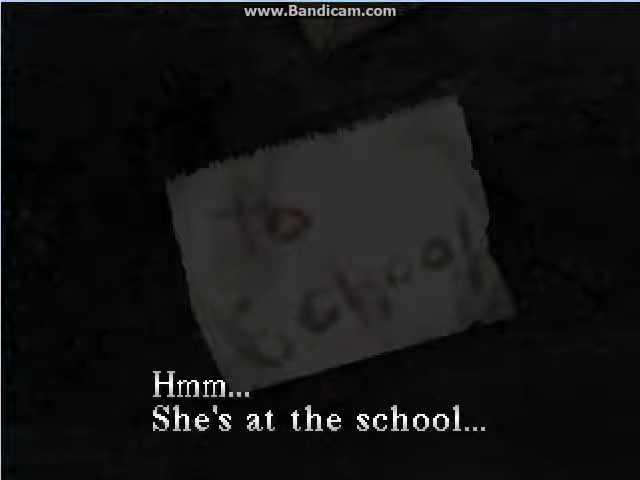 www.Bandicam.com
To
School
Hmm...
She's at the school...